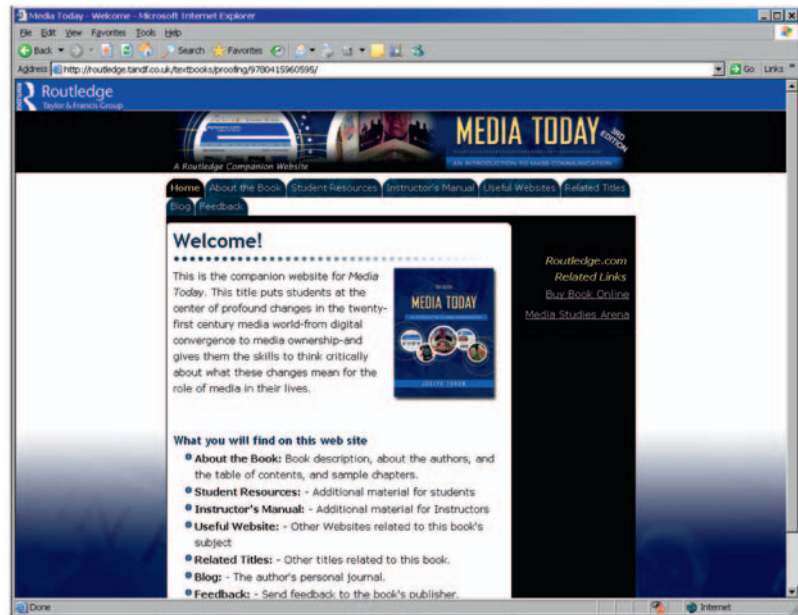 Media Today - Welcome - Microsoft Internet Explorer
File Edit View Favorites Tools Help
Back Search Favorites
Address http://routledge.tandf.co.uk/textbooks/proofing/9780415960595/ Go Links
Routledge
Taylor & Francis Group
MEDIA TODAY 3RD EDITION
AN INTRODUCTION TO MASS COMMUNICATION
A Routledge Companion Website
Home About the Book Student Resources Instructor's Manual Useful Websites Related Titles
Blog Feedback
Welcome!
This is the companion website for Media
Today. This title puts students at the
center of profound changes in the twenty-
first century media world-from digital
convergence to media ownership-and
gives them the skills to think critically
about what these changes mean for the
role of media in their lives.
MEDIA TODAY
JOSEPH TUROW
Routledge.com
Related Links
Buy Book Online
Media Studies Arena
What you will find on this web site
About the Book: Book description, about the authors, and
the table of contents, and sample chapters.
Student Resources: - Additional material for students
Instructor's Manual: - Additional material for Instructors
Useful Website: - Other Websites related to this book's
subject
Related Titles: - Other titles related to this book.
Blog: - The author's personal journal.
Feedback: - Send feedback to the book's publisher.
Done Internet